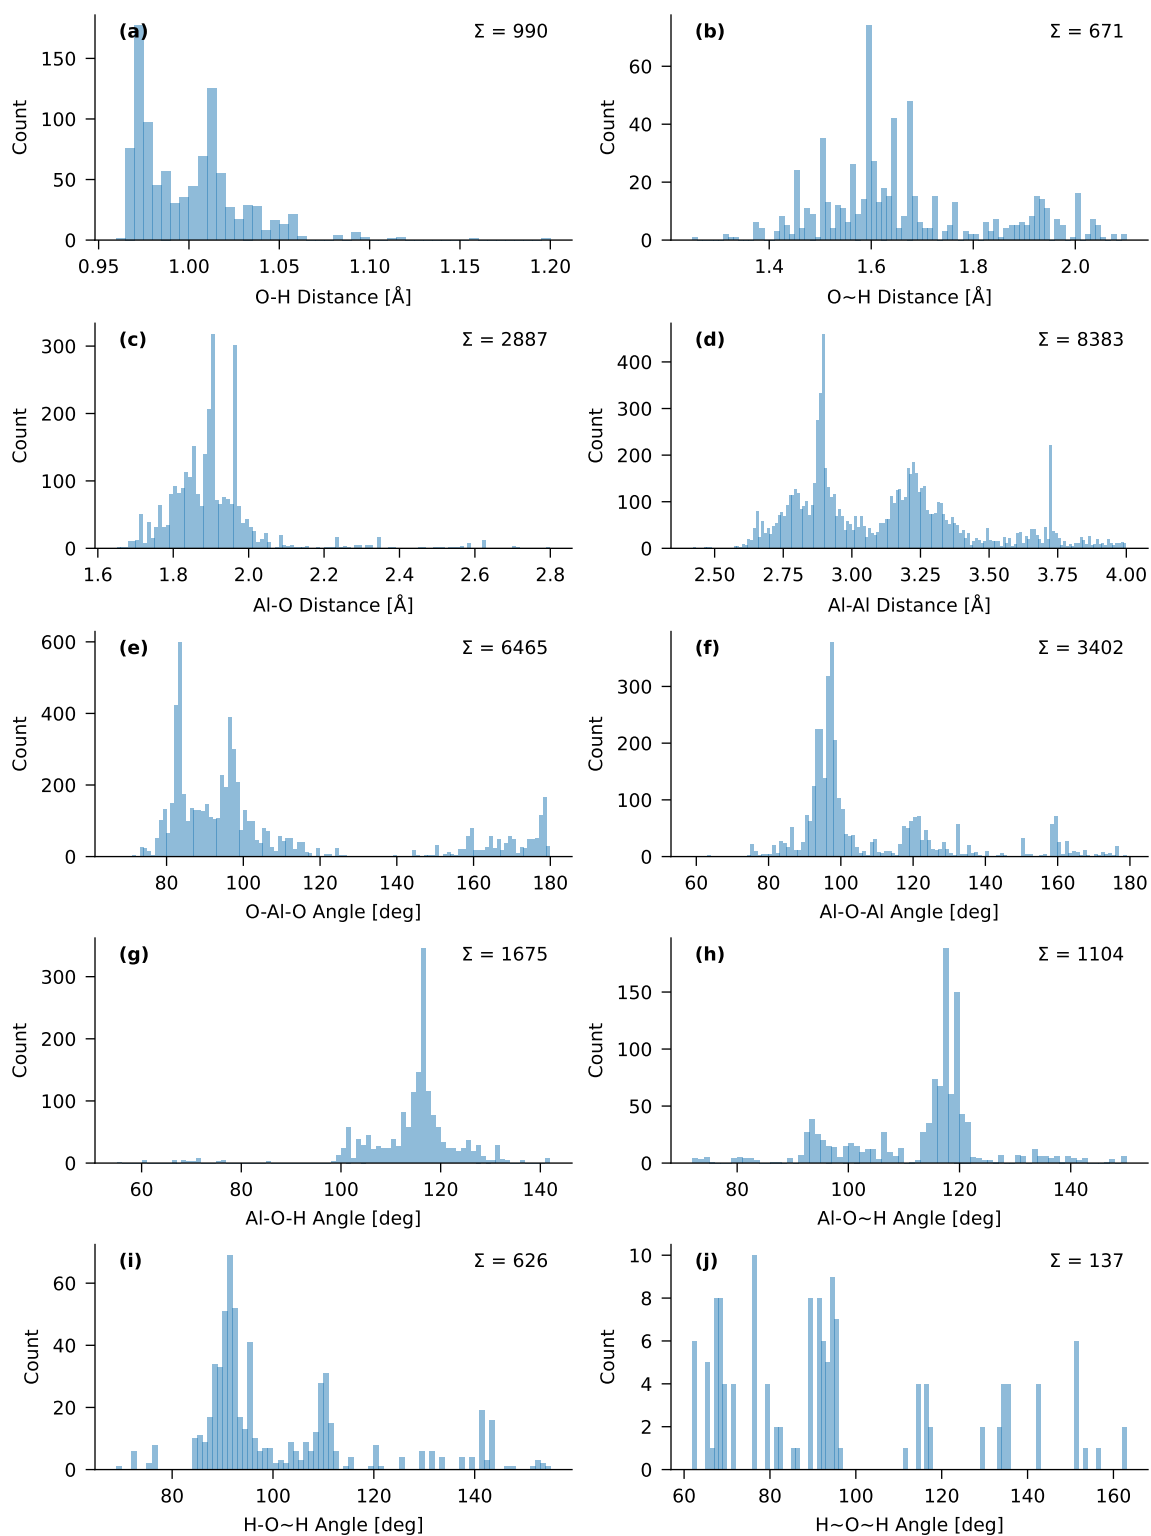 (a)
Σ = 990
Count
150
100
50
0
0.95 1.00 1.05 1.10 1.15 1.20
O-H Distance [Å]
(b)
Σ = 671
Count
60
40
20
0
1.4 1.6 1.8 2.0
O~H Distance [Å]
(c)
Σ = 2887
Count
300
200
100
0
1.6 1.8 2.0 2.2 2.4 2.6 2.8
Al-O Distance [Å]
(d)
Σ = 8383
Count
400
300
200
100
0
2.50 2.75 3.00 3.25 3.50 3.75 4.00
Al-Al Distance [Å]
(e)
Σ = 6465
Count
600
400
200
0
80 100 120 140 160 180
O-Al-O Angle [deg]
(f)
Σ = 3402
Count
300
200
100
0
60 80 100 120 140 160 180
Al-O-Al Angle [deg]
(g)
Σ = 1675
Count
300
200
100
0
60 80 100 120 140
Al-O-H Angle [deg]
(h)
Σ = 1104
Count
150
100
50
0
80 100 120 140
Al-O~H Angle [deg]
(i)
Σ = 626
Count
60
40
20
0
80 100 120 140
H-O~H Angle [deg]
(j)
Σ = 137
Count
10
8
6
4
2
0
60 80 100 120 140 160
H~O~H Angle [deg]